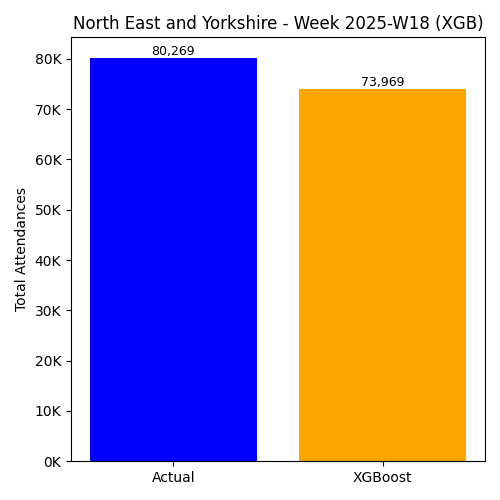 North East and Yorkshire - Week 2025-W18 (XGB)
80,269
73,969
80K
70K
60K
50K
40K
30K
20K
10K
0K
Total Attendances
Actual
XGBoost